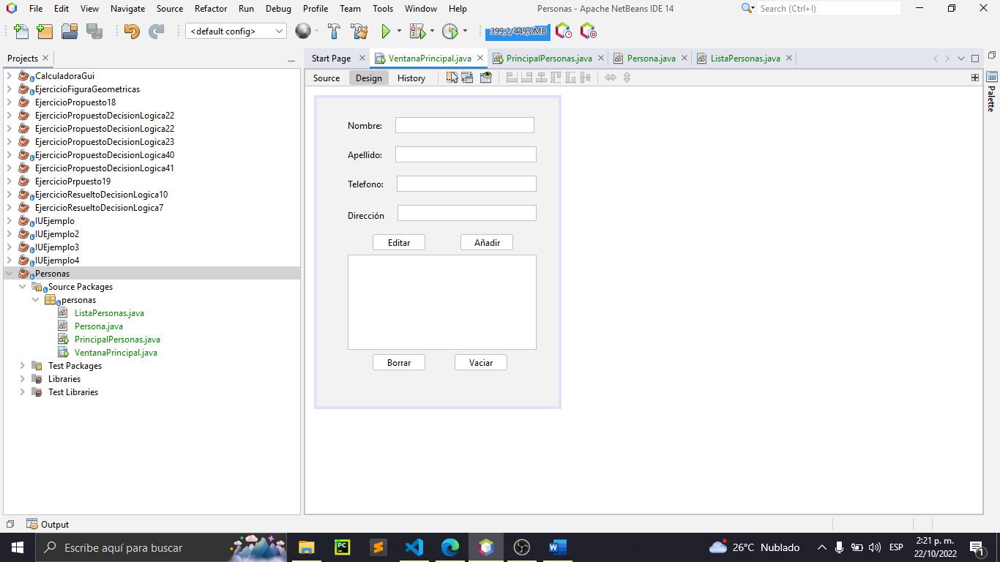 File Edit View Navigate Source Refactor Run Debug Profile Team Tools Window Help Personas - Apache NetBeans IDE 14 Search (Ctrl+I)
<default config> 399,2/449,0MB
Projects Start Page VentanaPrincipal.java PrincipalPersonas.java Persona.java ListaPersonas.java
Source Design History
Palette
CalculadoraGui
EjercicioFiguraGeometricas
EjercicioPropuesto18
EjercicioPropuestoDecisionLogica22
EjercicioPropuestoDecisionLogica22
EjercicioPropuestoDecisionLogica23
EjercicioPropuestoDecisionLogica40
EjercicioPropuestoDecisionLogica41
EjercicioPrpuesto19
EjercicioResueltoDecisionLogica10
EjercicioResueltoDecisionLogica7
IUEjemplo
IUEjemplo2
IUEjemplo3
IUEjemplo4
Personas
Source Packages
personas
ListaPersonas.java
Persona.java
PrincipalPersonas.java
VentanaPrincipal.java
Test Packages
Libraries
Test Libraries
Nombre:
Apellido:
Telefono:
Dirección
Editar Añadir
Borrar Vaciar
Output
Escribe aquí para buscar PC 26°C Nublado ESP 2:21 p. m.
22/10/2022 1